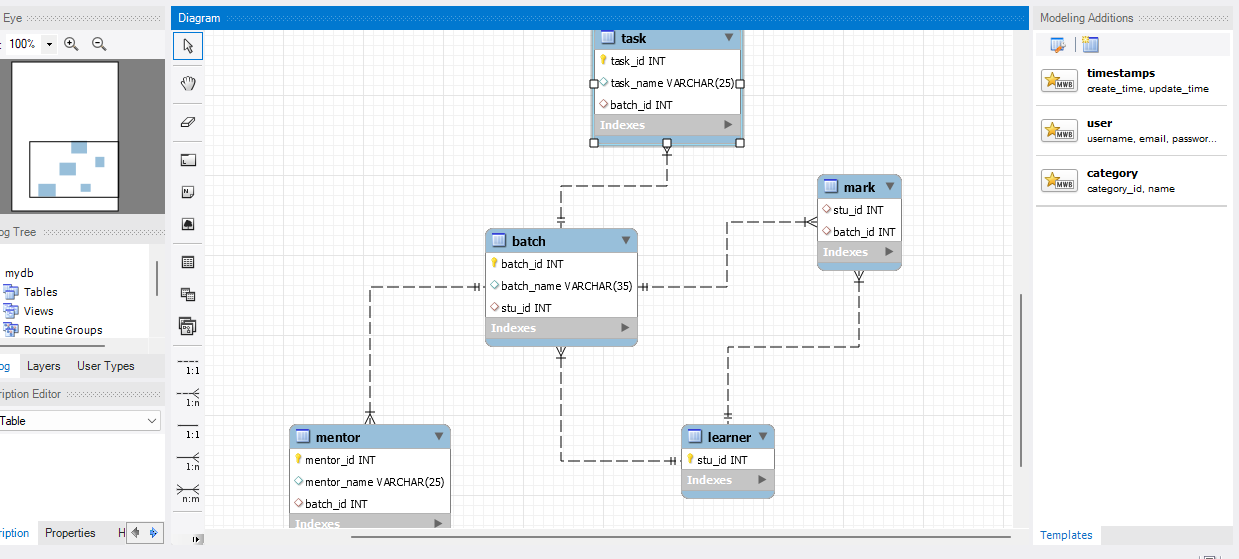 Eye
Diagram
Modeling Additions
: 100%
task
task_id INT
task_name VARCHAR(25)
batch_id INT
Indexes
timestamps
create_time, update_time
user
username, email, passwor...
category
category_id, name
mark
stu_id INT
batch_id INT
Indexes
og Tree
mydb
Tables
Views
Routine Groups
batch
batch_id INT
batch_name VARCHAR(35)
stu_id INT
Indexes
og
Layers
User Types
1:1
1:n
1:1
1:n
n:m
ription Editor
Table
mentor
mentor_id INT
mentor_name VARCHAR(25)
batch_id INT
Indexes
learner
stu_id INT
Indexes
ription
Properties
H
Templates
MWB
MWB
MWB